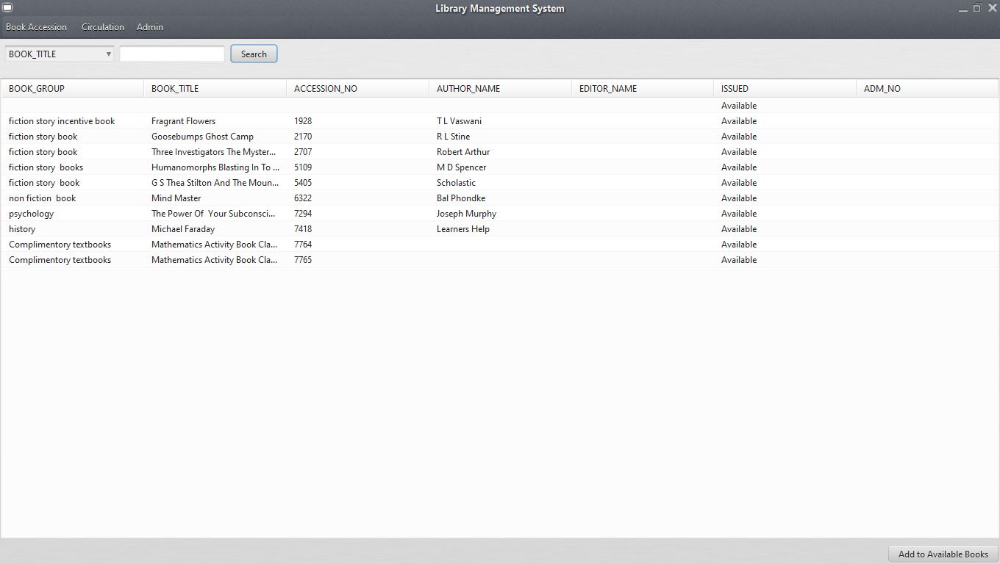 Library Management System
Book Accession Circulation Admin
BOOK_TITLE Search
BOOK_GROUP BOOK_TITLE ACCESSION_NO AUTHOR_NAME EDITOR_NAME ISSUED ADM_NO
Available
fiction story incentive book Fragrant Flowers 1928 T L Vaswani Available
fiction story book Goosebumps Ghost Camp 2170 R L Stine Available
fiction story book Three Investigators The Myster... 2707 Robert Arthur Available
fiction story  books Humanomorphs Blasting In To ... 5109 M D Spencer Available
fiction story  book G S Thea Stilton And The Moun... 5405 Scholastic Available
non fiction  book Mind Master 6322 Bal Phondke Available
psychology The Power Of  Your Subconsci... 7294 Joseph Murphy Available
history Michael Faraday 7418 Learners Help Available
Complimentory textbooks Mathematics Activity Book Cla... 7764 Available
Complimentory textbooks Mathematics Activity Book Cla... 7765 Available
Add to Available Books